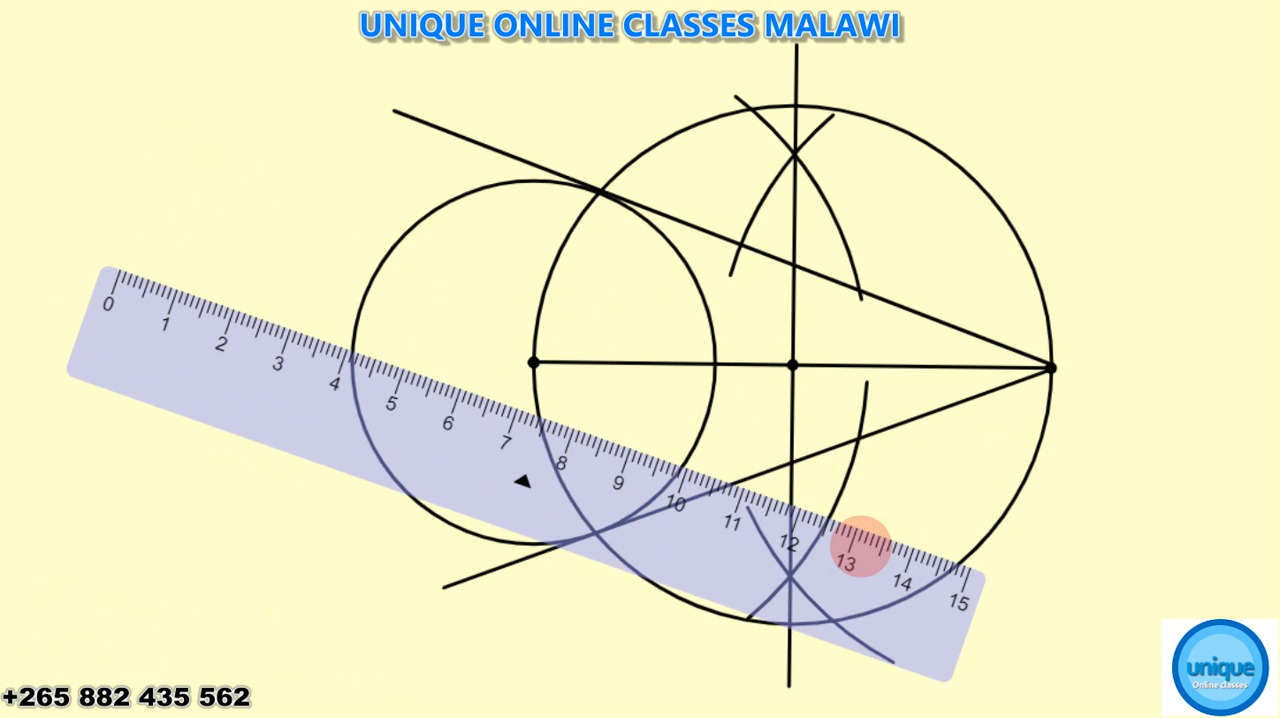 UNIQUE ONLINE CLASSES MALAWI
0 1 2 3 4 5 6 7 8 9 10 11 12 13 14 15
unique
Online classes
+265 882 435 562